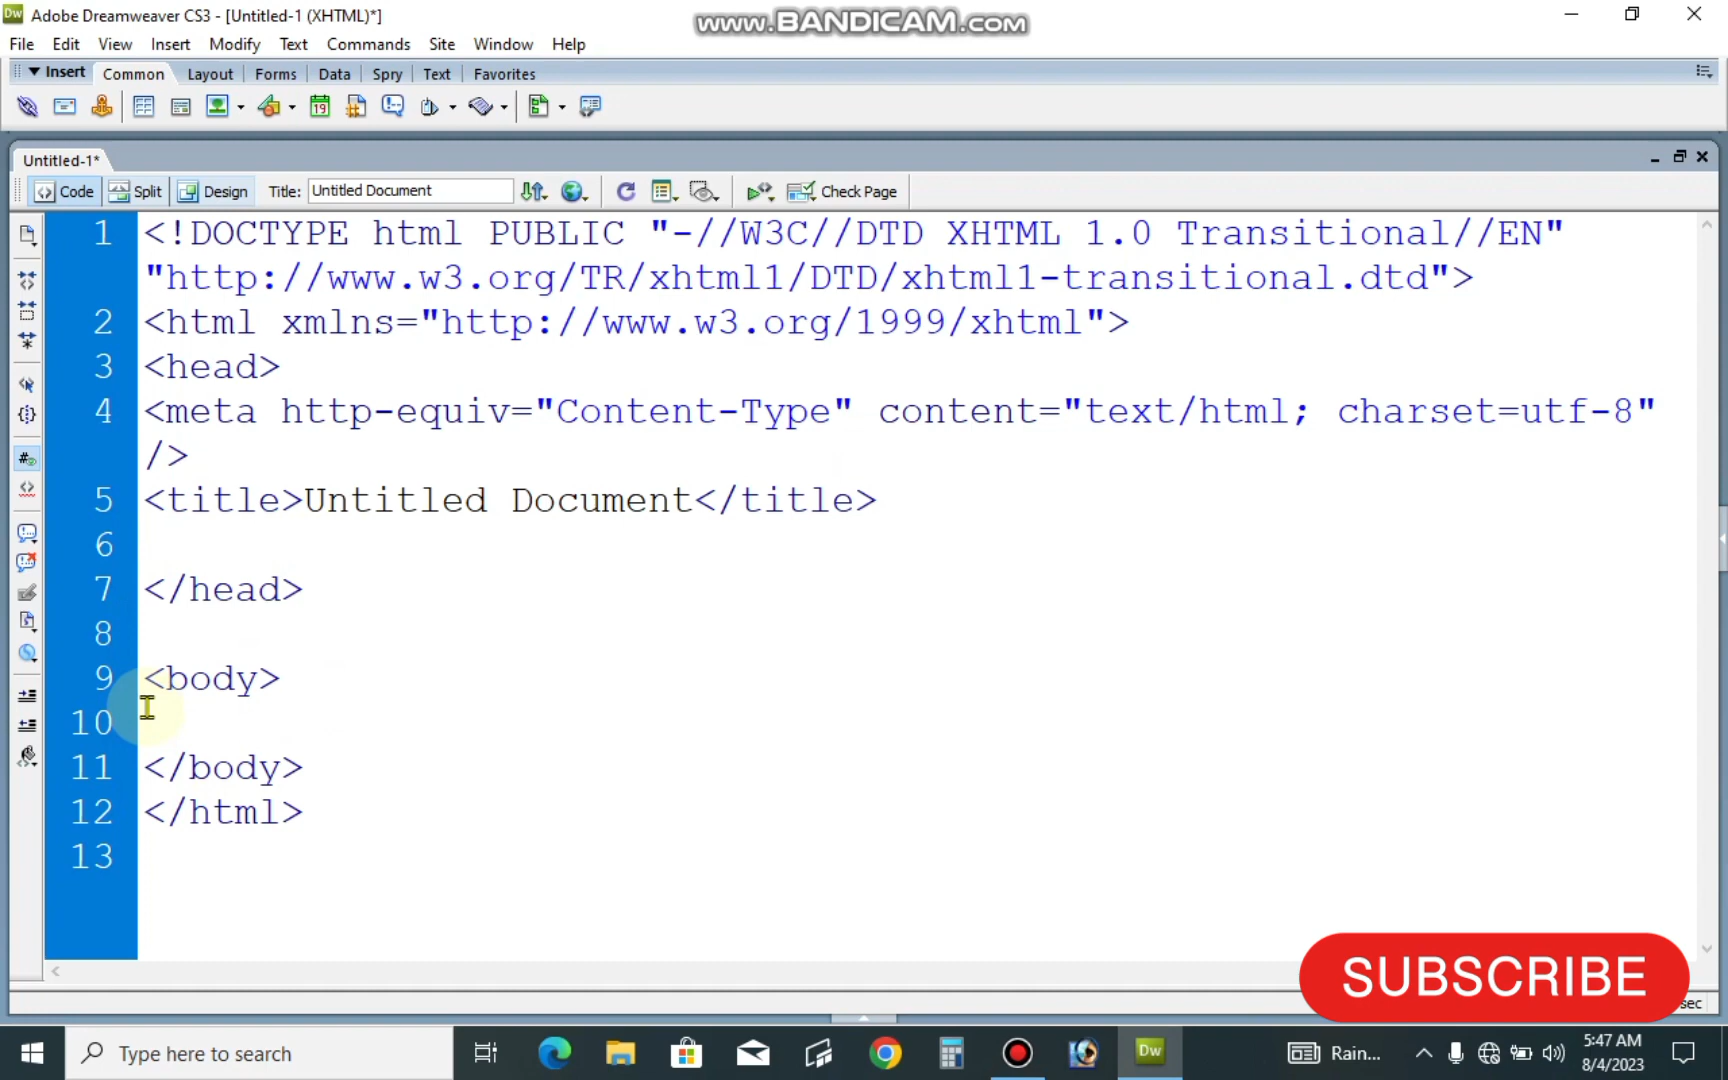 Adobe Dreamweaver CS3 - [Untitled-1 (XHTML)*]
www.BANDICAM.com
File Edit View Insert Modify Text Commands Site Window Help
Insert Common Layout Forms Data Spry Text Favorites
Untitled-1*
Code Split Design Title: Untitled Document Check Page
1 <!DOCTYPE html PUBLIC "-//W3C//DTD XHTML 1.0 Transitional//EN"
"http://www.w3.org/TR/xhtml1/DTD/xhtml1-transitional.dtd">
2 <html xmlns="http://www.w3.org/1999/xhtml">
3 <head>
4 <meta http-equiv="Content-Type" content="text/html; charset=utf-8"
/>
5 <title>Untitled Document</title>
6
7 </head>
8
9 <body>
10
11 </body>
12 </html>
13
SUBSCRIBE
sec
Type here to search
Dw
Rain...
5:47 AM
8/4/2023